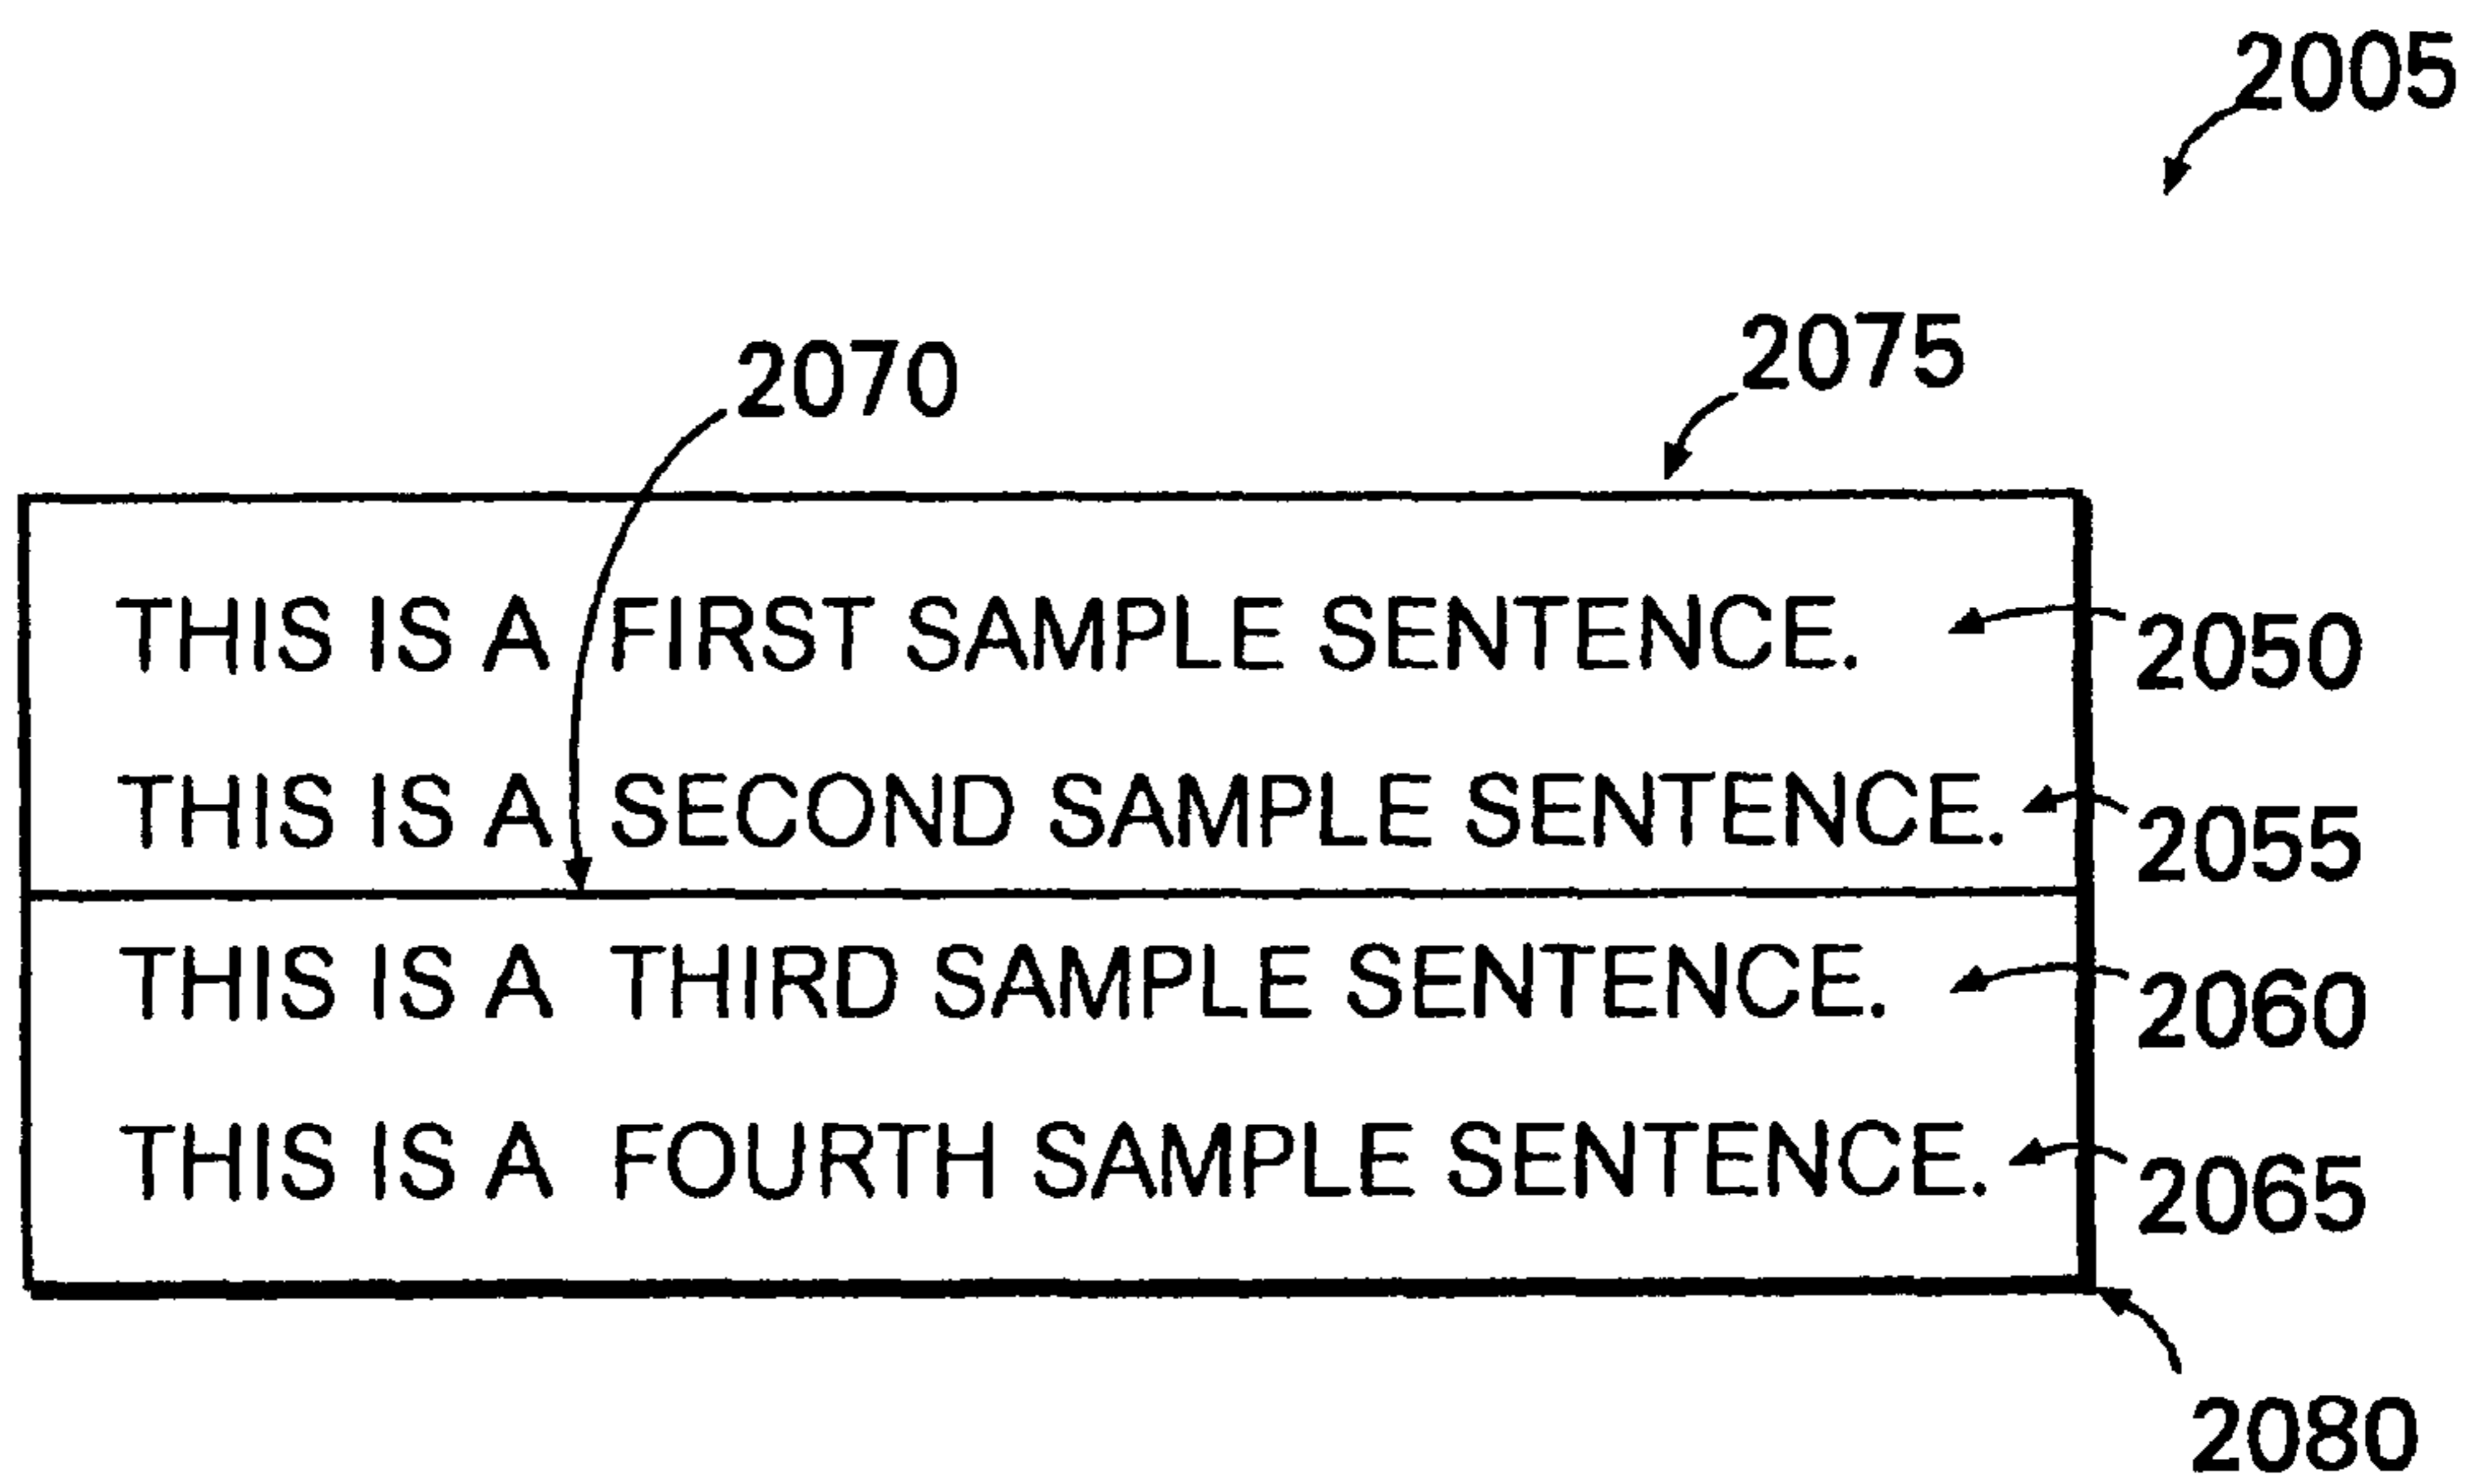 2005
2075
2070
THIS IS A FIRST SAMPLE SENTENCE. 2050
THIS IS A SECOND SAMPLE SENTENCE. 2055
THIS IS A THIRD SAMPLE SENTENCE. 2060
THIS IS A FOURTH SAMPLE SENTENCE. 2065
2080